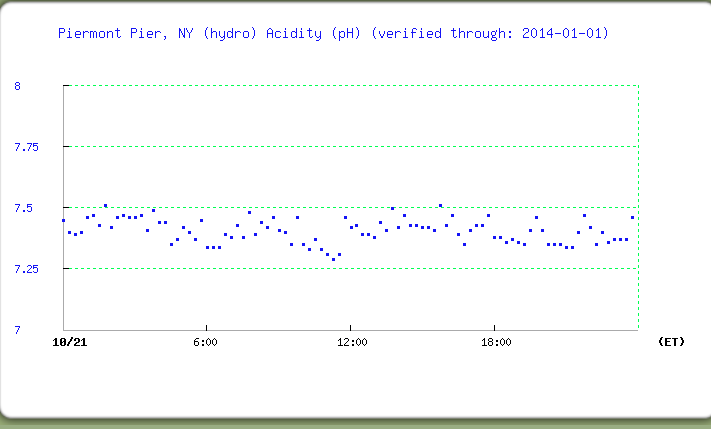 Piermont Pier, NY (hydro) Acidity (pH) (verified through: 2014-01-01)
8
7.75
7.5
7.25
7
10/21 6:00 12:00 18:00 (ET)